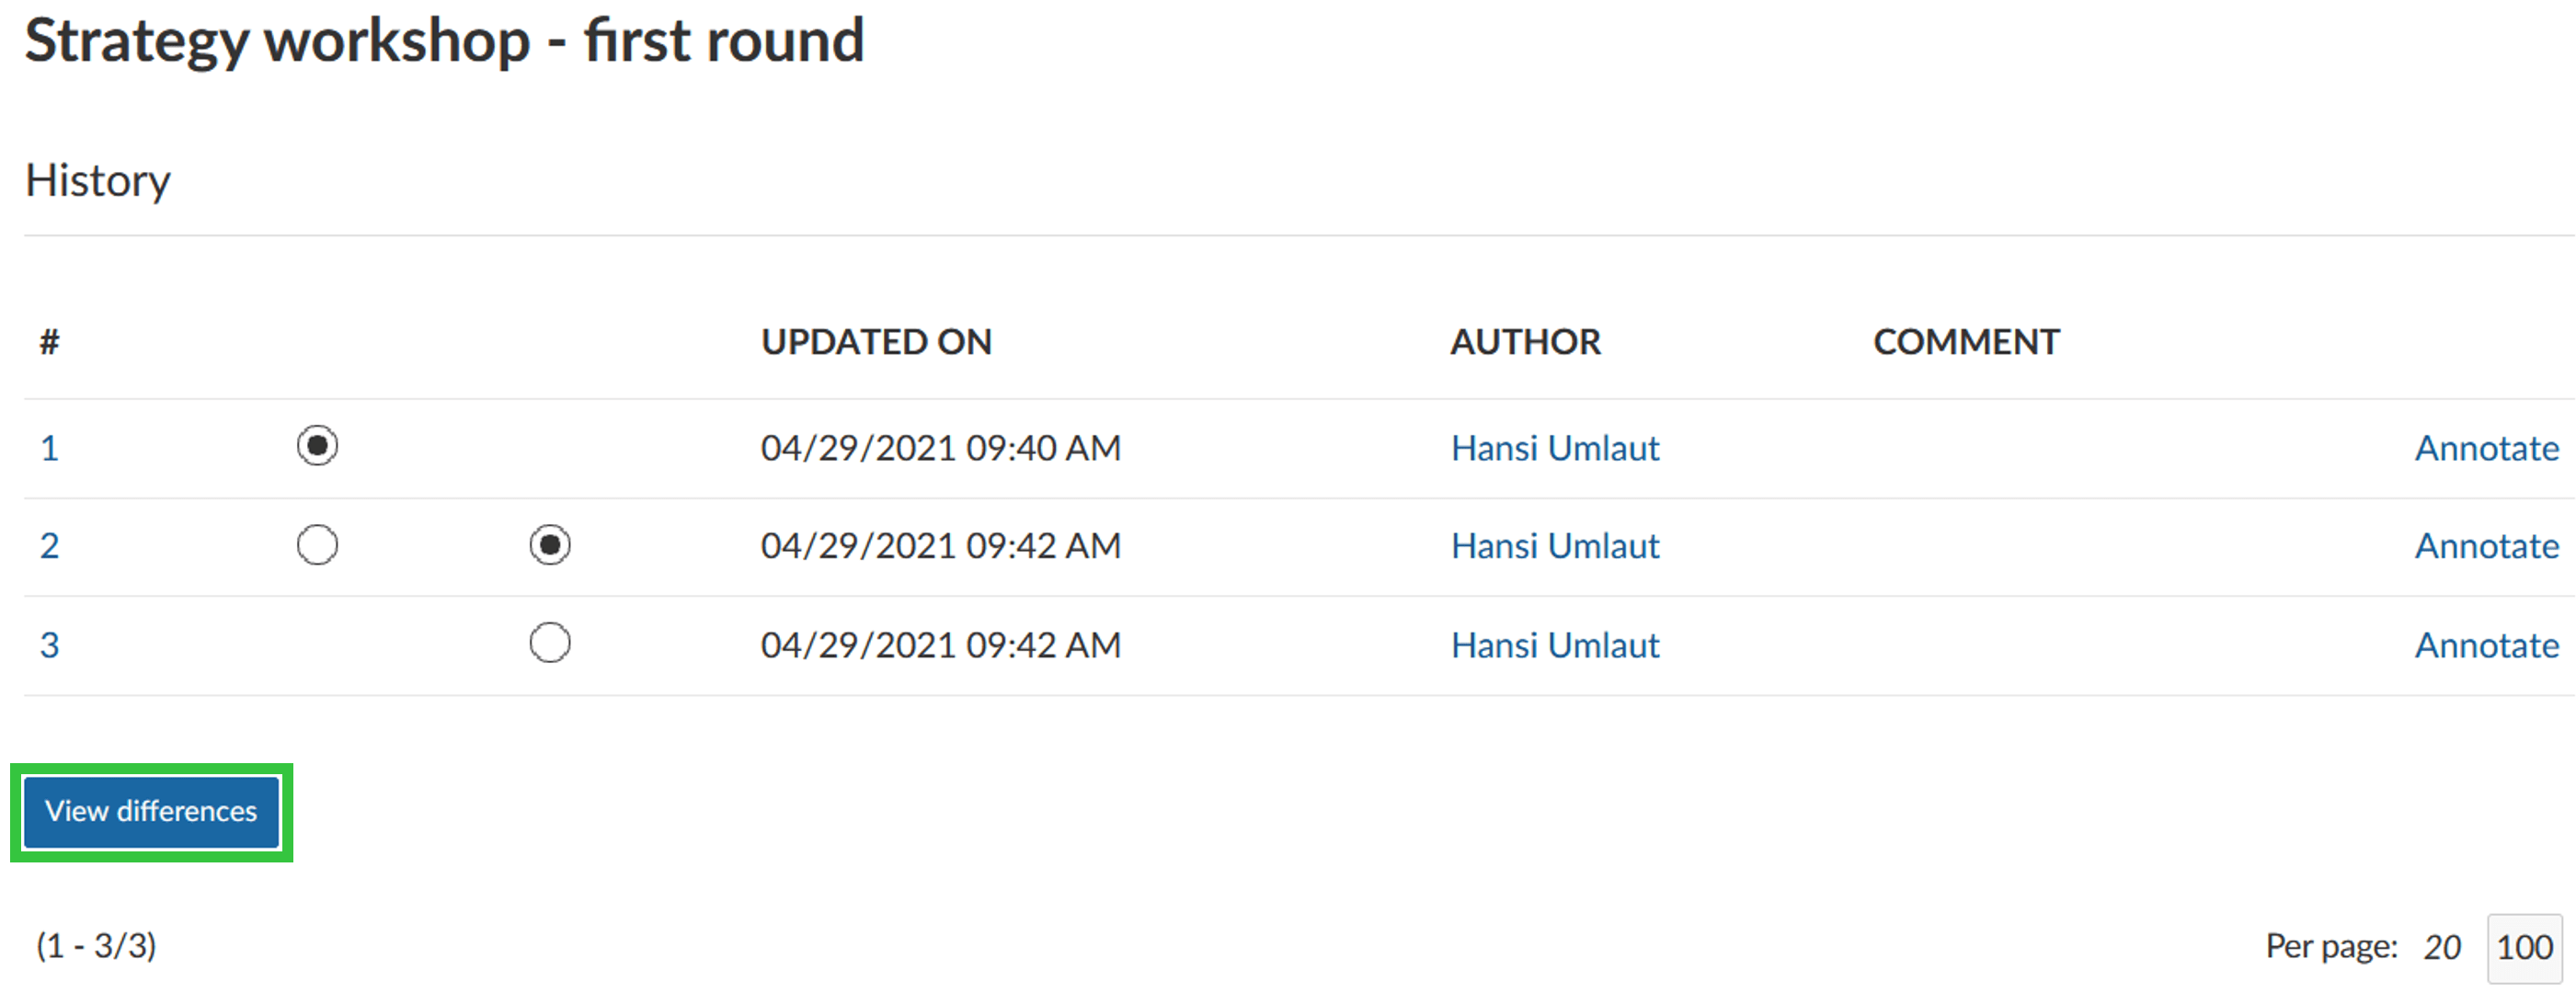 Strategy workshop - first round
History
# UPDATED ON AUTHOR COMMENT
1 04/29/2021 09:40 AM Hansi Umlaut Annotate
2 04/29/2021 09:42 AM Hansi Umlaut Annotate
3 04/29/2021 09:42 AM Hansi Umlaut Annotate
View differences
(1 - 3/3) Per page: 20 100